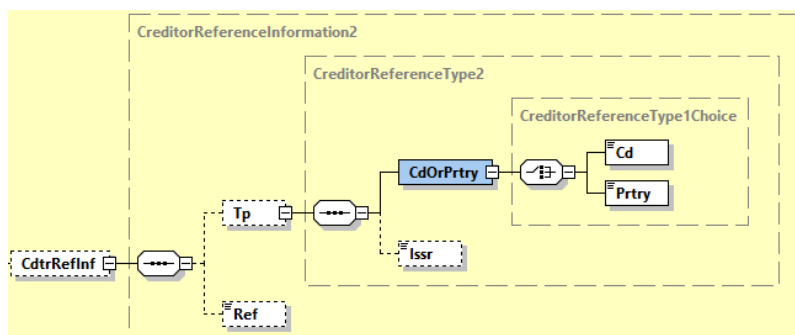 CreditorReferenceInformation2
CreditorReferenceType2
CreditorReferenceType1Choice
Cd
CdOrPrtry
Prtry
Tp
Issr
CdtrRefInf
Ref